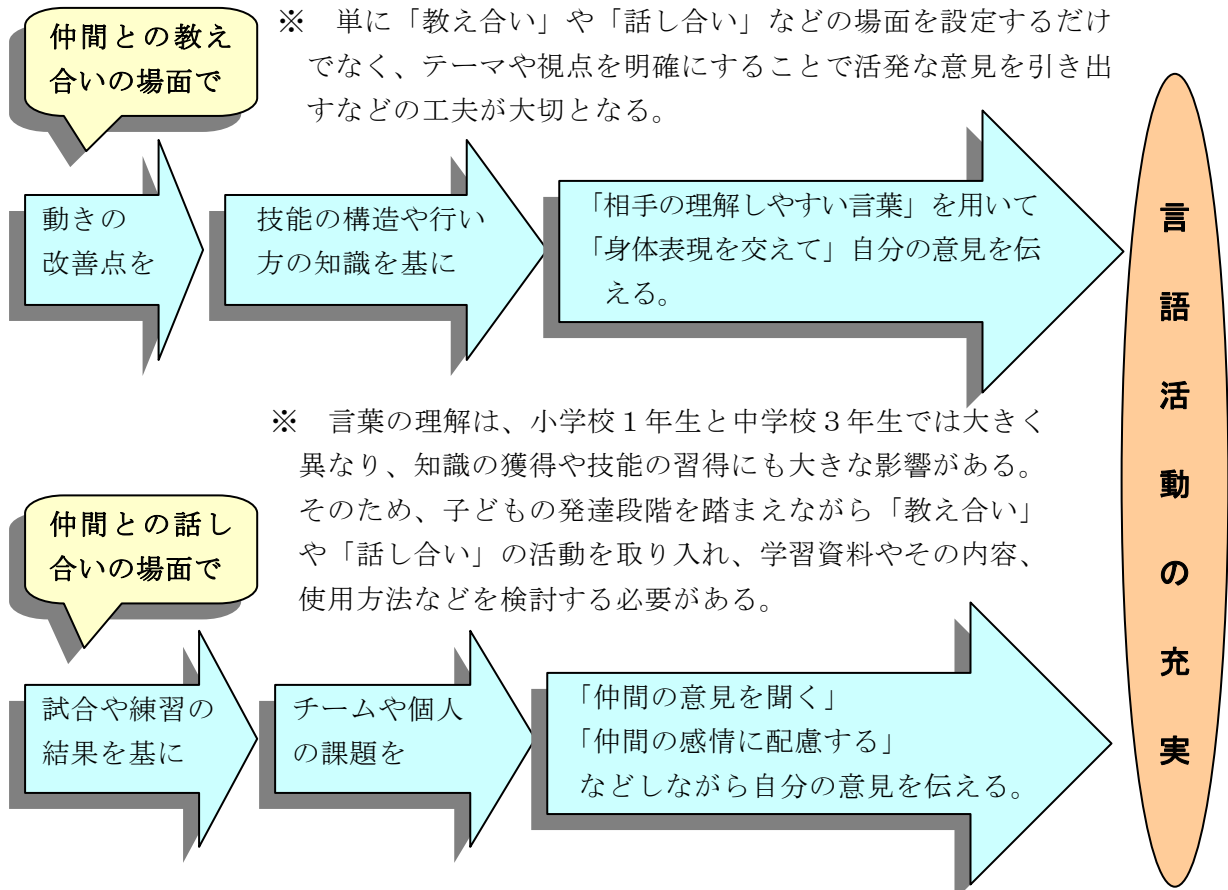 仲間との教え
合いの場面で
※　単に「教え合い」や「話し合い」などの場面を設定するだけ
でなく、テーマや視点を明確にすることで活発な意見を引き出
すなどの工夫が大切となる。
動きの
改善点を
技能の構造や行い
方の知識を基に
「相手の理解しやすい言葉」を用いて
「身体表現を交えて」自分の意見を伝
える。
※　言葉の理解は、小学校１年生と中学校３年生では大きく
異なり、知識の獲得や技能の習得にも大きな影響がある。
そのため、子どもの発達段階を踏まえながら「教え合い」
や「話し合い」の活動を取り入れ、学習資料やその内容、
使用方法などを検討する必要がある。
仲間との話し
合いの場面で
試合や練習の
結果を基に
チームや個人
の課題を
「仲間の意見を聞く」
「仲間の感情に配慮する」
などしながら自分の意見を伝える。
言語活動の充実